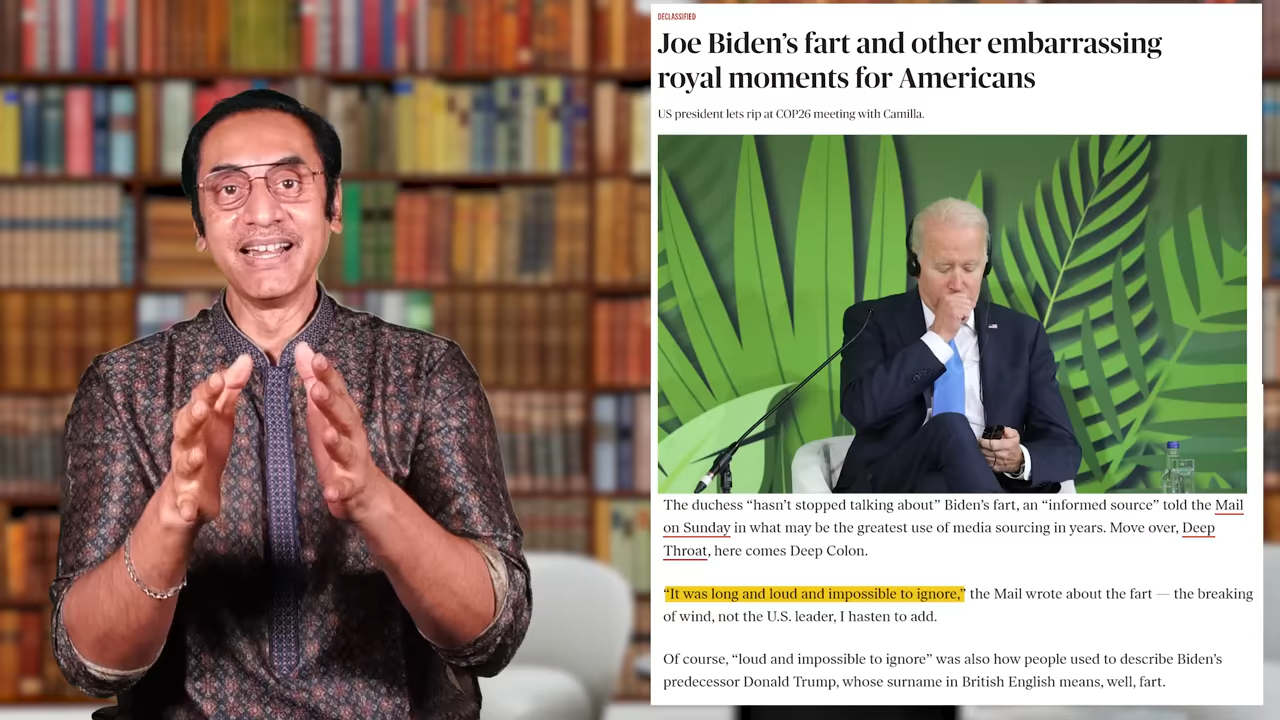 DECLASSIFIED
Joe Biden’s fart and other embarrassing
royal moments for Americans
US president lets rip at COP26 meeting with Camilla.
The duchess “hasn’t stopped talking about” Biden’s fart, an “informed source” told the Mail
on Sunday in what may be the greatest use of media sourcing in years. Move over, Deep
Throat, here comes Deep Colon.
“It was long and loud and impossible to ignore,” the Mail wrote about the fart — the breaking
of wind, not the U.S. leader, I hasten to add.
Of course, “loud and impossible to ignore” was also how people used to describe Biden’s
predecessor Donald Trump, whose surname in British English means, well, fart.